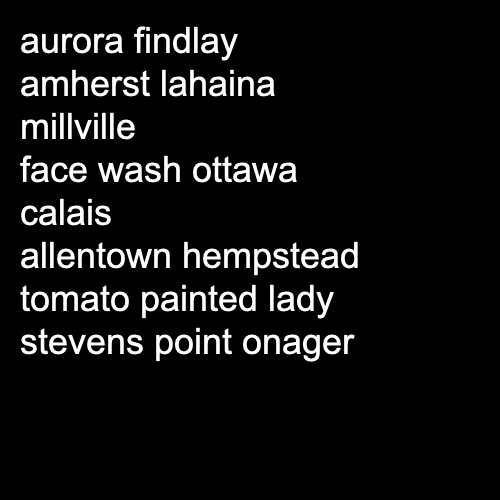 aurora findlay
amherst lahaina
millville
face wash ottawa
calais
allentown hempstead
tomato painted lady
stevens point onager